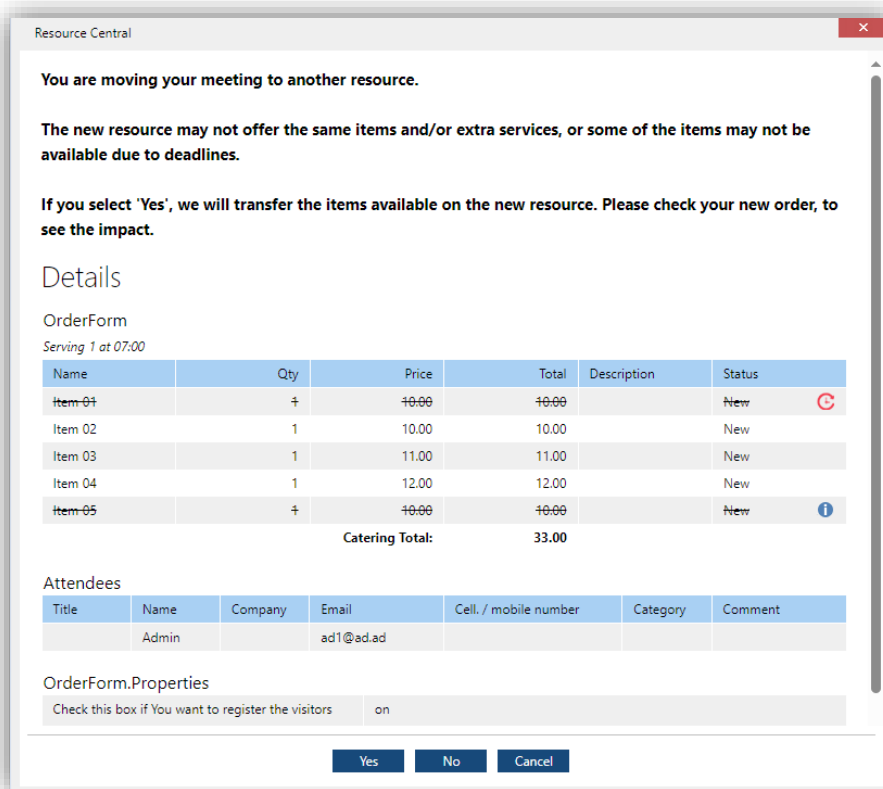 Resource Central
You are moving your meeting to another resource.
The new resource may not offer the same items and/or extra services, or some of the items may not be
available due to deadlines.
If you select 'Yes', we will transfer the items available on the new resource. Please check your new order, to
see the impact.
Details
OrderForm
Serving 1 at 07:00
Name Qty Price Total Description Status
Item 01 1 10.00 10.00 New
Item 02 1 10.00 10.00 New
Item 03 1 11.00 11.00 New
Item 04 1 12.00 12.00 New
Item 05 1 10.00 10.00 New
Catering Total: 33.00
Attendees
Title Name Company Email Cell. / mobile number Category Comment
Admin ad1@ad.ad
OrderForm.Properties
Check this box if You want to register the visitors on
Yes No Cancel